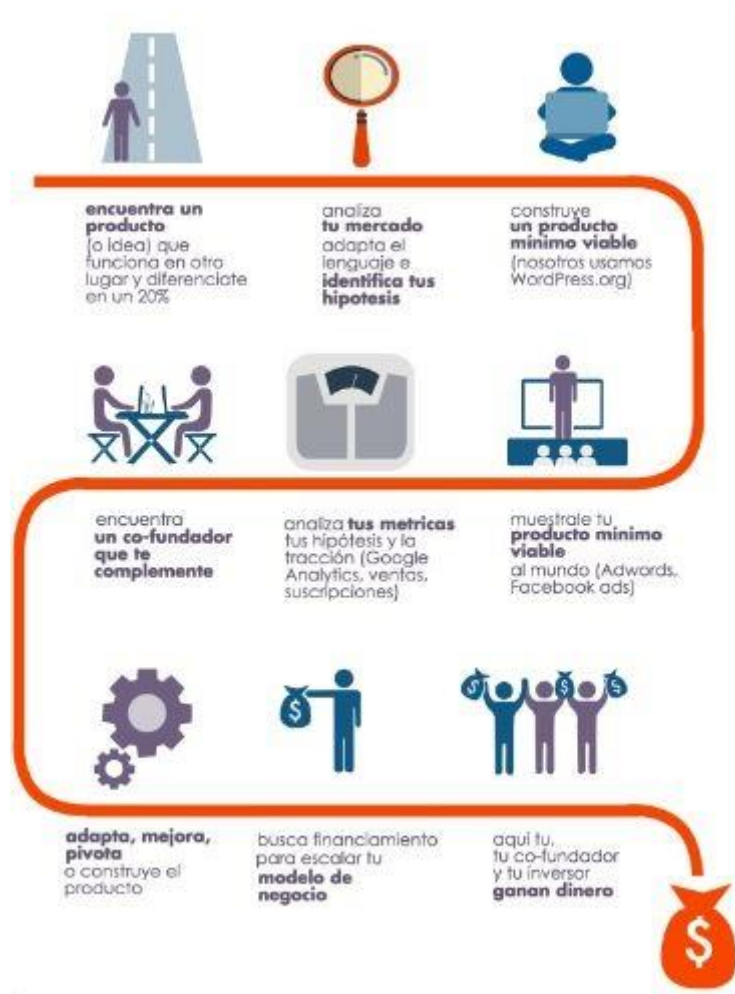 encuentra un
producto
(o idea) que
funciona en otro
lugar y diferenciate
en un 20%
analiza
tu mercado
adapta el
lenguaje e
identifica tus
hipotesis
construye
un producto
minimo viable
(nosotros usamos
WordPress.org)
encuentra
un co-fundador
que te
complemente
analiza tus metricas
tus hipótesis y la
tracción (Google
Analytics, ventas,
suscripciones)
muestrale tu
producto minimo
viable
al mundo (Adwords,
Facebook ads)
$
$
$
$
adapta, mejora,
pivota
o construye el
producto
busca financiamiento
para escalar tu
modelo de
negocio
aqui tu,
tu co-fundador
y tu inversor
ganan dinero
$